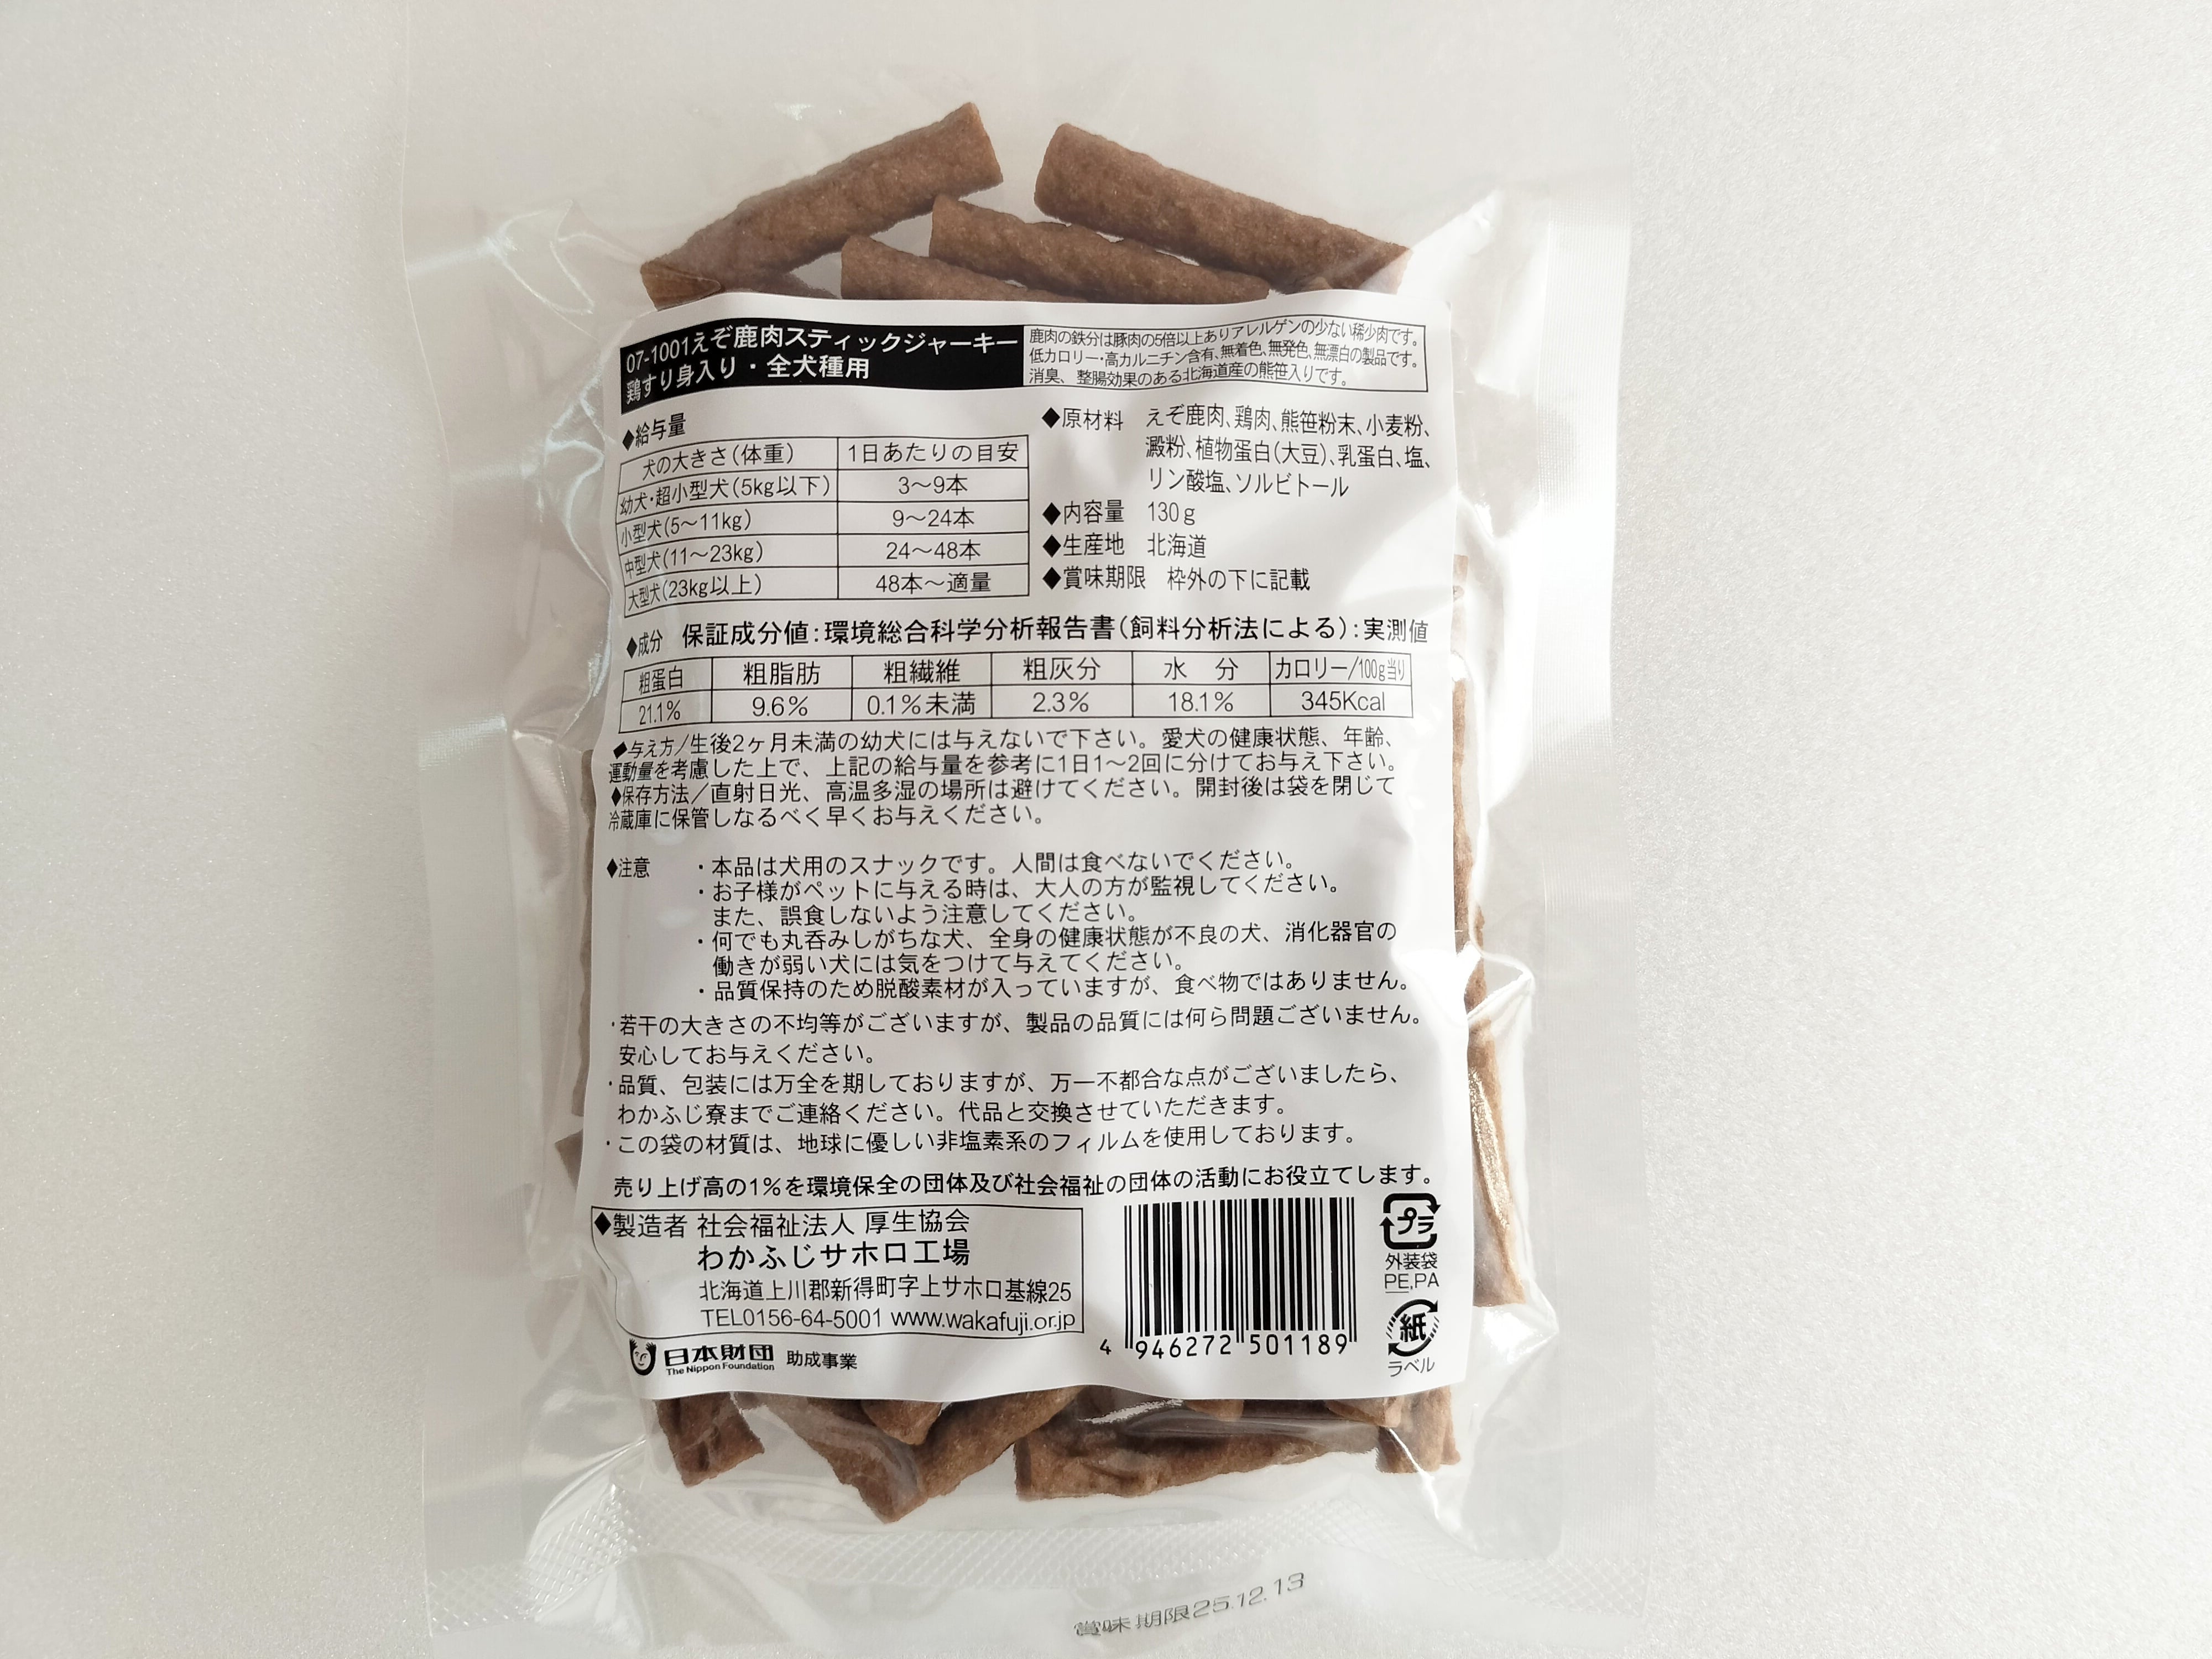 07-1001えぞ鹿肉スティックジャーキー
鶏すり身入り・全犬種用
鹿肉の鉄分は豚肉の5倍以上ありアレルゲンの少ない稀少肉です。
低カロリー・高カルニチン含有、無着色、無発色、無漂白の製品です。
消臭、整腸効果のある北海道産の熊笹入りです。
◆給与量
犬の大きさ(体重) 1日あたりの目安
幼犬・超小型犬(5kg以下) 3〜9本
小型犬(5〜11kg) 9〜24本
中型犬(11〜23kg) 24〜48本
大型犬(23kg以上) 48本〜適量
◆原材料 えぞ鹿肉、鶏肉、熊笹粉末、小麦粉、
澱粉、植物蛋白(大豆)、乳蛋白、塩、
リン酸塩、ソルビトール
◆内容量 130g
◆生産地 北海道
◆賞味期限 枠外の下に記載
◆成分 保証成分値:環境総合科学分析報告書(飼料分析法による):実測値
粗蛋白 粗脂肪 粗繊維 粗灰分 水 分 カロリー/100g当り
21.1% 9.6% 0.1%未満 2.3% 18.1% 345Kcal
◆与え方/生後2ヶ月未満の幼犬には与えないで下さい。愛犬の健康状態、年齢、
運動量を考慮した上で、上記の給与量を参考に1日1〜2回に分けてお与え下さい。
◆保存方法/直射日光、高温多湿の場所は避けてください。開封後は袋を閉じて
冷蔵庫に保管しなるべく早くお与えください。
◆注意 ・本品は犬用のスナックです。人間は食べないでください。
・お子様がペットに与える時は、大人の方が監視してください。
また、誤食しないよう注意してください。
・何でも丸呑みしがちな犬、全身の健康状態が不良の犬、消化器官の
働きが弱い犬には気をつけて与えてください。
・品質保持のため脱酸素材が入っていますが、食べ物ではありません。
・若干の大きさの不均等がございますが、製品の品質には何ら問題ございません。
安心してお与えください。
・品質、包装には万全を期しておりますが、万一不都合な点がございましたら、
わかふじ寮までご連絡ください。代品と交換させていただきます。
・この袋の材質は、地球に優しい非塩素系のフィルムを使用しております。
売り上げ高の1%を環境保全の団体及び社会福祉の団体の活動にお役立てします。
◆製造者 社会福祉法人 厚生協会
わかふじサホロ工場
北海道上川郡新得町字上サホロ基線25
TEL0156-64-5001 www.wakafuji.or.jp
日本財団 助成事業
The Nippon Foundation
4 946272 501189
プラ
外装袋
PE,PA
紙
ラベル
賞味期限25.12.13